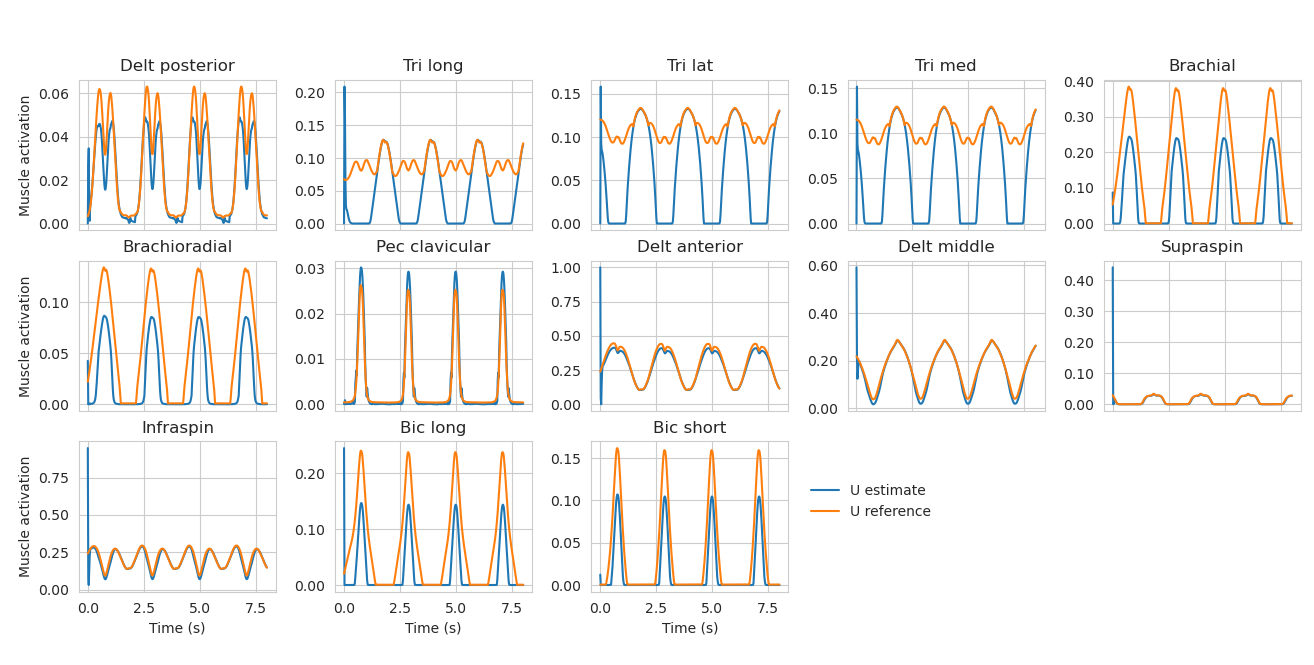 Delt posterior
Tri long
Tri lat
Tri med
Brachial
Muscle activation
0.06
0.04
0.02
0.00
0.20
0.15
0.10
0.05
0.00
0.15
0.10
0.05
0.00
0.15
0.10
0.05
0.00
0.40
0.30
0.20
0.10
0.00
Brachioradial
Pec clavicular
Delt anterior
Delt middle
Supraspin
Muscle activation
0.10
0.05
0.00
0.03
0.02
0.01
0.00
1.00
0.75
0.50
0.25
0.00
0.60
0.40
0.20
0.00
0.40
0.30
0.20
0.10
0.00
Infraspin
Bic long
Bic short
Muscle activation
0.75
0.50
0.25
0.00
0.20
0.10
0.00
0.15
0.10
0.05
0.00
U estimate
U reference
0.0 2.5 5.0 7.5
0.0 2.5 5.0 7.5
0.0 2.5 5.0 7.5
Time (s)
Time (s)
Time (s)